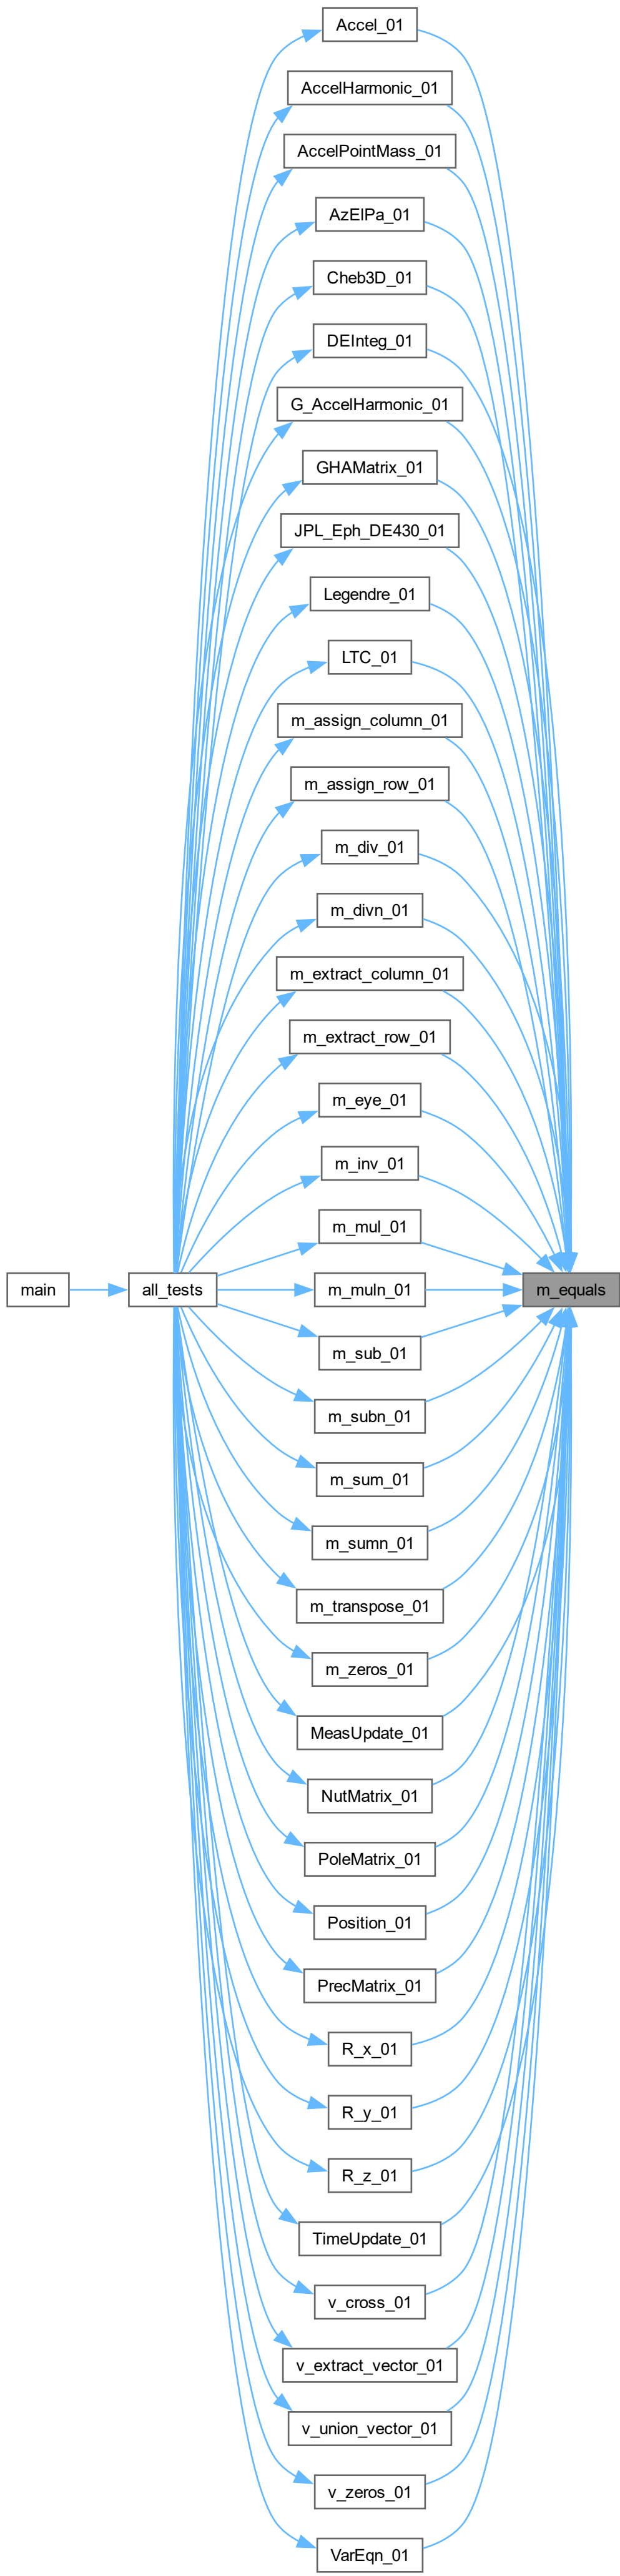 Accel_01
AccelHarmonic_01
AccelPointMass_01
AzElPa_01
Cheb3D_01
DEInteg_01
G_AccelHarmonic_01
GHAMatrix_01
JPL_Eph_DE430_01
Legendre_01
LTC_01
m_assign_column_01
m_assign_row_01
m_div_01
m_divn_01
m_extract_column_01
m_extract_row_01
m_eye_01
m_inv_01
m_mul_01
main
all_tests
m_muln_01
m_equals
m_sub_01
m_subn_01
m_sum_01
m_sumn_01
m_transpose_01
m_zeros_01
MeasUpdate_01
NutMatrix_01
PoleMatrix_01
Position_01
PrecMatrix_01
R_x_01
R_y_01
R_z_01
TimeUpdate_01
v_cross_01
v_extract_vector_01
v_union_vector_01
v_zeros_01
VarEqn_01